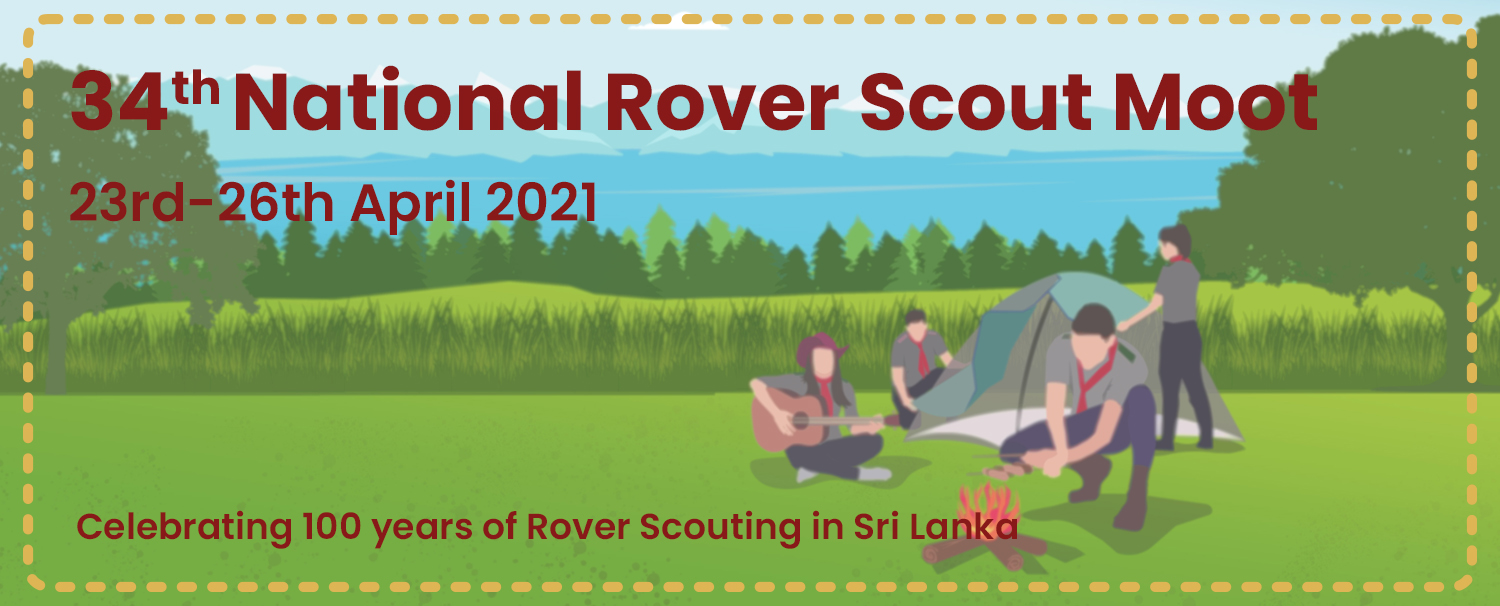 34th National Rover Scout Moot
23rd-26th April 2021
Celebrating 100 years of Rover Scouting in Sri Lanka